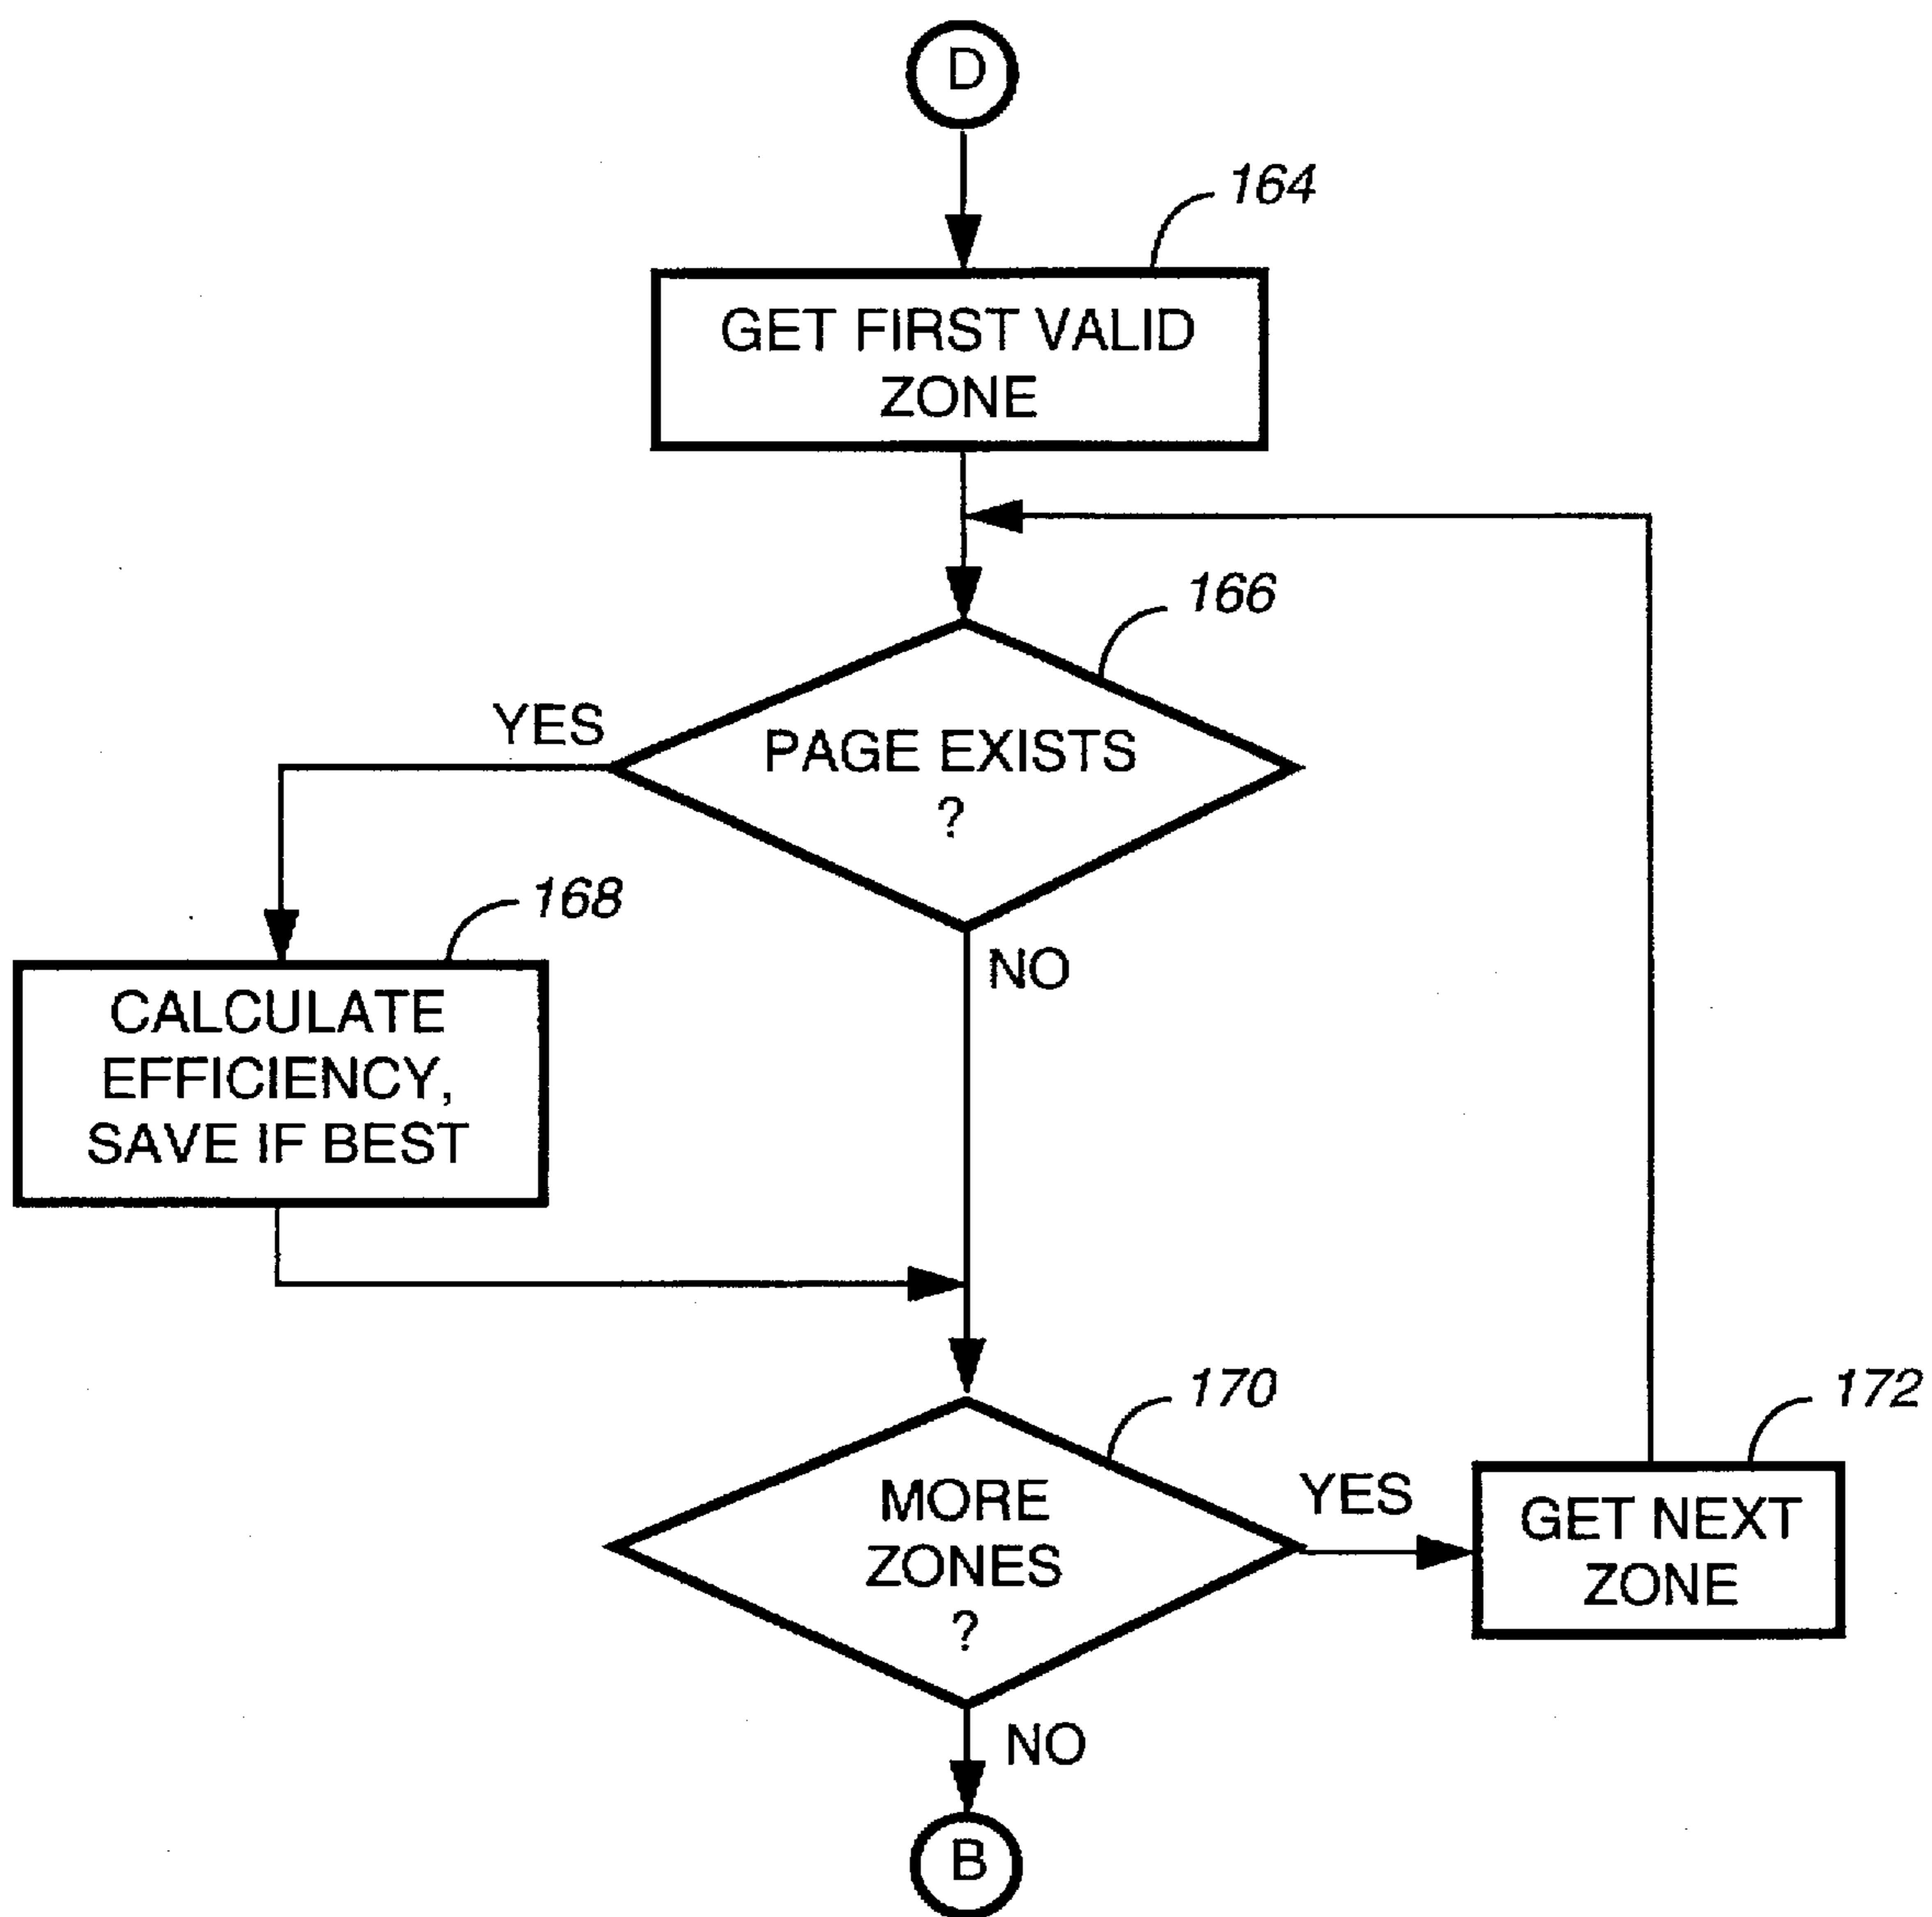 D
164
GET FIRST VALID
ZONE
166
YES
PAGE EXISTS
?
168
NO
CALCULATE
EFFICIENCY,
SAVE IF BEST
170
172
MORE
ZONES
?
YES
GET NEXT
ZONE
NO
B